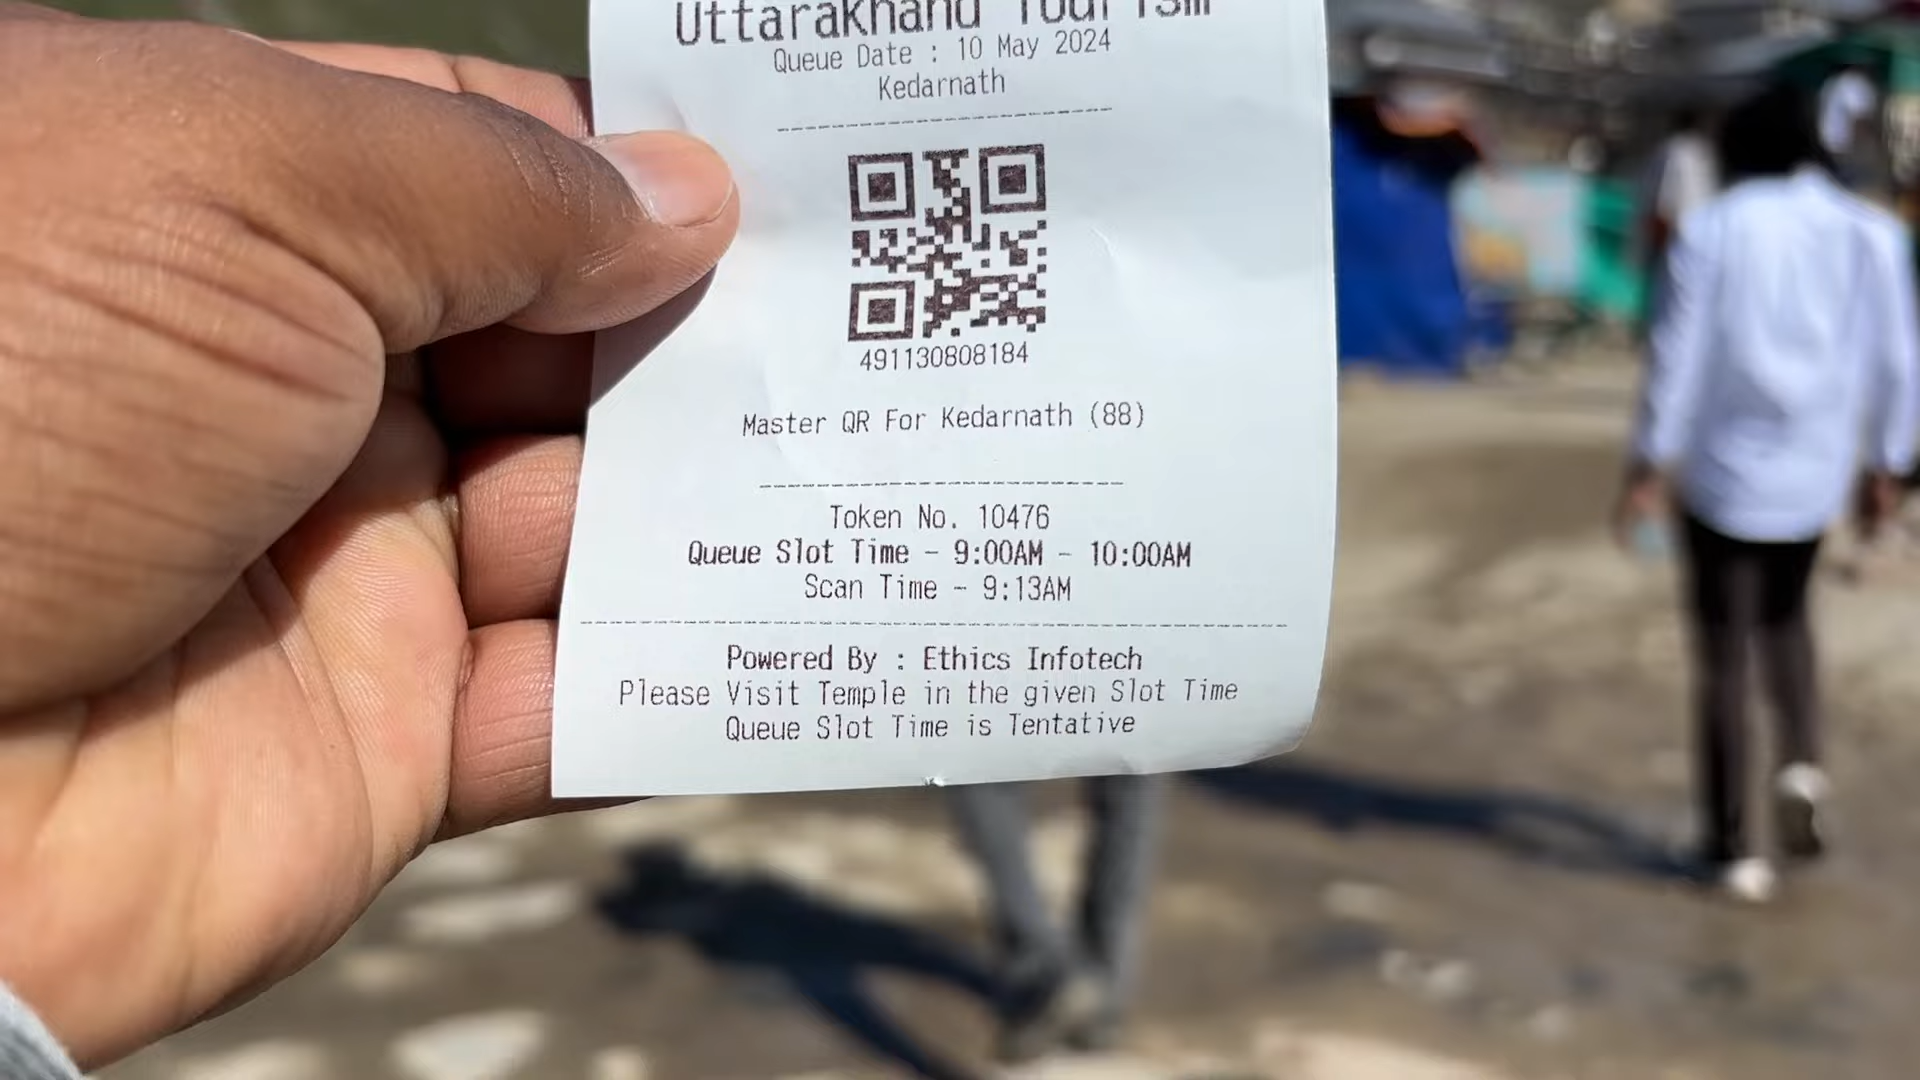 Uttarakhand Tourism
Queue Date : 10 May 2024
Kedarnath
491130808184
Master QR For Kedarnath (88)
Token No. 10476
Queue Slot Time - 9:00AM - 10:00AM
Scan Time - 9:13AM
Powered By : Ethics Infotech
Please Visit Temple in the given Slot Time
Queue Slot Time is Tentative